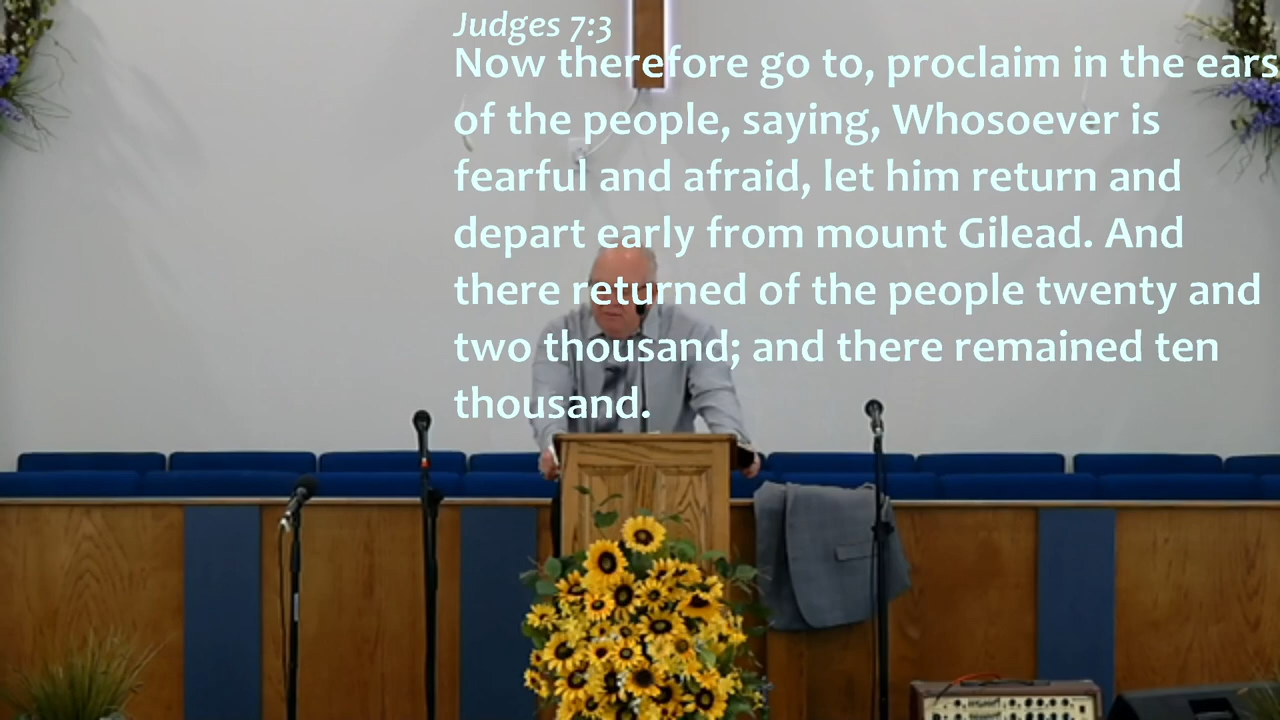 Judges 7:3
Now therefore go to, proclaim in the ears
of the people, saying, Whosoever is
fearful and afraid, let him return and
depart early from mount Gilead. And
there returned of the people twenty and
two thousand; and there remained ten
thousand.